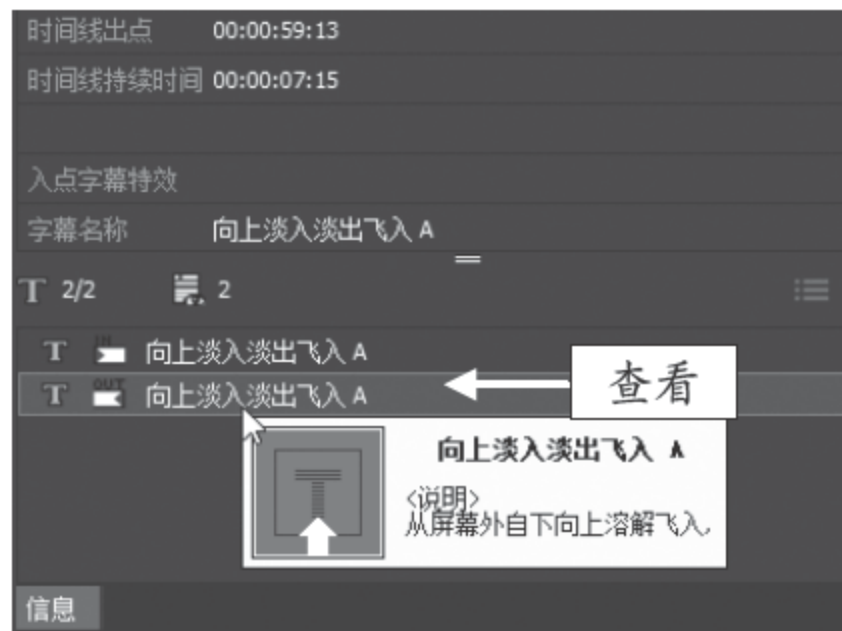 时间线出点 00:00:59:13
时间线持续时间 00:00:07:15
入点字幕特效
字幕名称 向上淡入淡出飞入 A
T 2/2 2
T IN 向上淡入淡出飞入 A
T OUT 向上淡入淡出飞入 A
查看
向上淡入淡出飞入 A
<说明>
从屏幕外自下向上溶解飞入.
信息